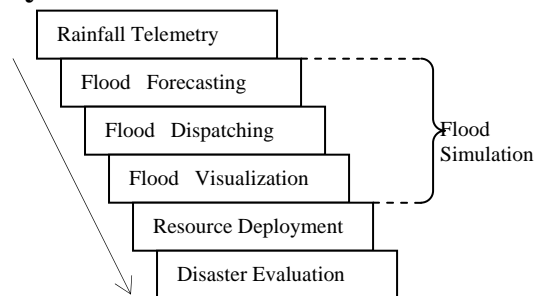 Rainfall Telemetry
Flood Forecasting
Flood Dispatching
Flood Visualization
Resource Deployment
Disaster Evaluation
Flood
Simulation